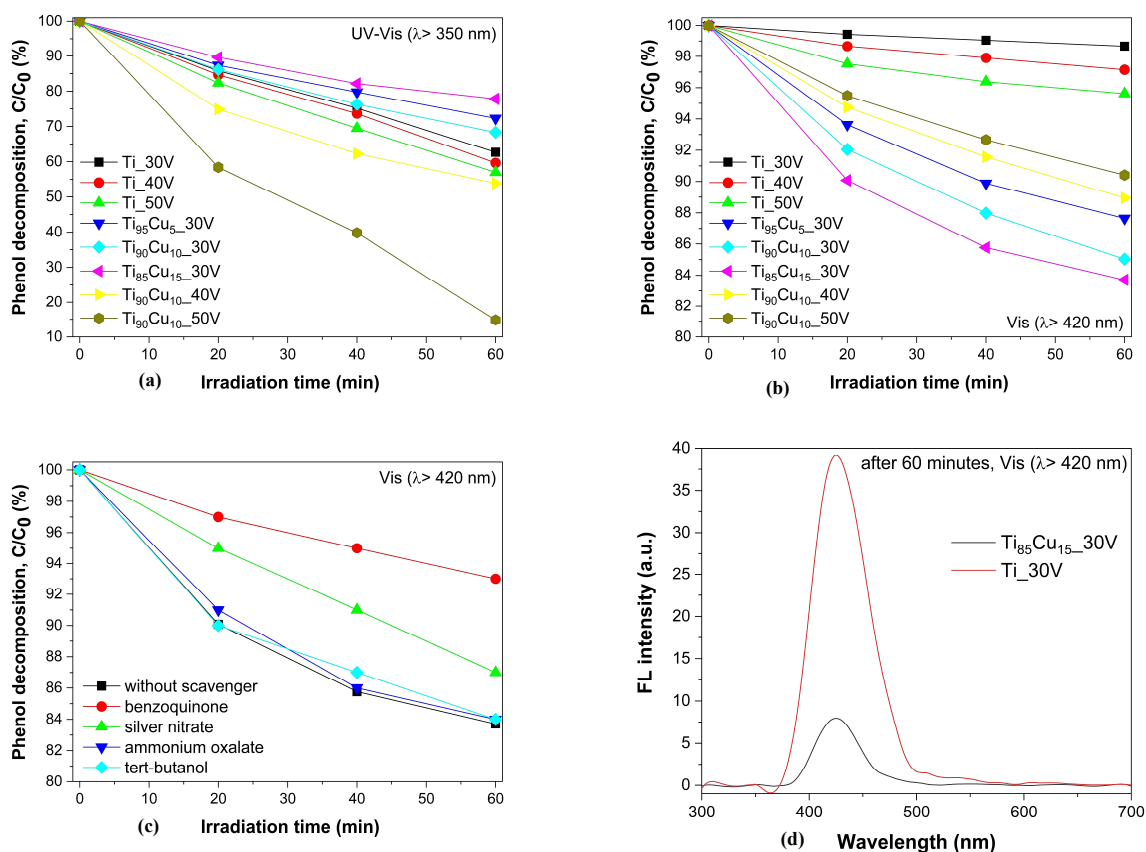 UV-Vis (λ> 350 nm)
Phenol decomposition, C/C0 (%)
100
90
80
70
60
50
40
30
20
10
Ti_30V
Ti_40V
Ti_50V
Ti95Cu5_30V
Ti90Cu10_30V
Ti85Cu15_30V
Ti90Cu10_40V
Ti90Cu10_50V
0 10 20 30 40 50 60
(a) Irradiation time (min)
Phenol decomposition, C/C0 (%)
100
98
96
94
92
90
88
86
84
82
80
Ti_30V
Ti_40V
Ti_50V
Ti95Cu5_30V
Ti90Cu10_30V
Ti85Cu15_30V
Ti90Cu10_40V
Ti90Cu10_50V
Vis (λ> 420 nm)
0 10 20 30 40 50 60
(b) Irradiation time (min)
Vis (λ> 420 nm)
Phenol decomposition, C/C0 (%)
100
98
96
94
92
90
88
86
84
82
80
without scavenger
benzoquinone
silver nitrate
ammonium oxalate
tert-butanol
0 10 20 30 40 50 60
(c) Irradiation time (min)
after 60 minutes, Vis (λ> 420 nm)
FL intensity (a.u.)
40
35
30
25
20
15
10
5
0
Ti85Cu15_30V
Ti_30V
300 400 500 600 700
(d) Wavelength (nm)